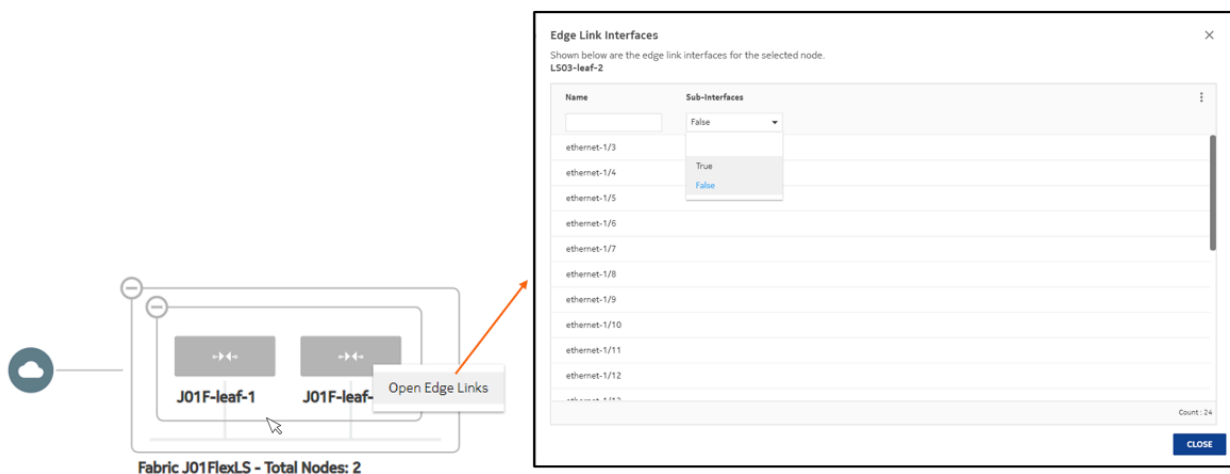 Edge Link Interfaces
Shown below are the edge link interfaces for the selected node.
LS03-leaf-2
Name Sub-Interfaces
False
ethernet-1/3
ethernet-1/4
True
False
ethernet-1/5
ethernet-1/6
ethernet-1/7
ethernet-1/8
ethernet-1/9
ethernet-1/10
ethernet-1/11
ethernet-1/12
Count : 24
CLOSE
J01F-leaf-1 J01F-leaf-
Open Edge Links
Fabric J01FlexLS - Total Nodes: 2